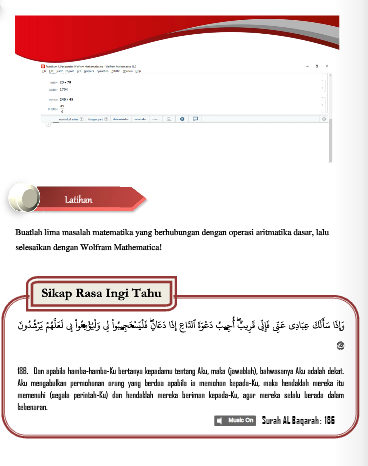 23 * 78
1794
Latihan
Buatlah lima masalah matematika yang berhubungan dengan operasi aritmatika dasar, lalu
selesaikan dengan Wolfram Mathematica!
Sikap Rasa Ingi Tahu
وَإِذَا سَأَلَكَ عِبَادِى عَنِّى فَإِنِّى قَرِيبٌ أُجِيبُ دَعْوَةَ ٱلدَّاعِ إِذَا دَعَانِ فَلْيَسْتَجِيبُوا۟ لِى وَلْيُؤْمِنُوا۟ بِى لَعَلَّهُمْ يَرْشُدُونَ
186. Dan apabila hamba-hamba-Ku bertanya kepadamu tentang Aku, maka (jawablah), bahwasanya Aku adalah dekat.
Aku mengabulkan permohonan orang yang berdoa apabila ia memohon kepada-Ku, maka hendaklah mereka itu
memenuhi (segala perintah-Ku) dan hendaklah mereka beriman kepada-Ku, agar mereka selalu berada dalam
kebenaran.
Music On Surah AL Baqarah: 186